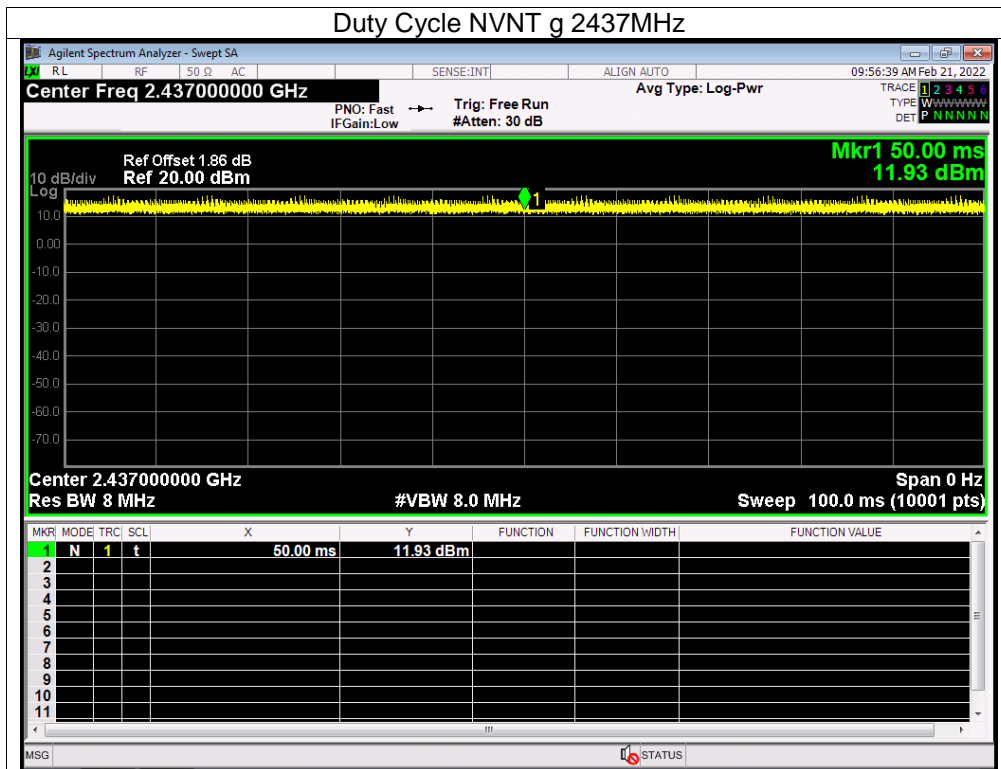 Duty Cycle NVNT g 2437MHz
Agilent Spectrum Analyzer - Swept SA
LXI RL RF 50 Ω AC SENSE:INT ALIGN AUTO 09:56:39 AM Feb 21, 2022
Center Freq 2.437000000 GHz Avg Type: Log-Pwr TRACE 1 2 3 4 5 6
PNO: Fast Trig: Free Run TYPE WWWWWW
IFGain:Low #Atten: 30 dB DET P N N N N N
Ref Offset 1.86 dB Mkr1 50.00 ms
10 dB/div Ref 20.00 dBm 11.93 dBm
Log
1
10.0
0.00
-10.0
-20.0
-30.0
-40.0
-50.0
-60.0
-70.0
Center 2.437000000 GHz Span 0 Hz
Res BW 8 MHz #VBW 8.0 MHz Sweep 100.0 ms (10001 pts)
MKR MODE TRC SCL X Y FUNCTION FUNCTION WIDTH FUNCTION VALUE
1 N 1 t 50.00 ms 11.93 dBm
2
3
4
5
6
7
8
9
10
11
MSG STATUS